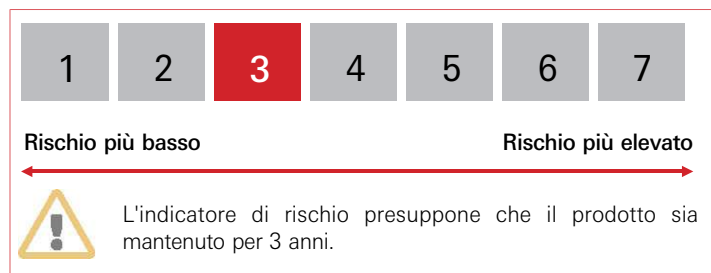 1 2 3 4 5 6 7
Rischio più basso Rischio più elevato
L'indicatore di rischio presuppone che il prodotto sia
mantenuto per 3 anni.